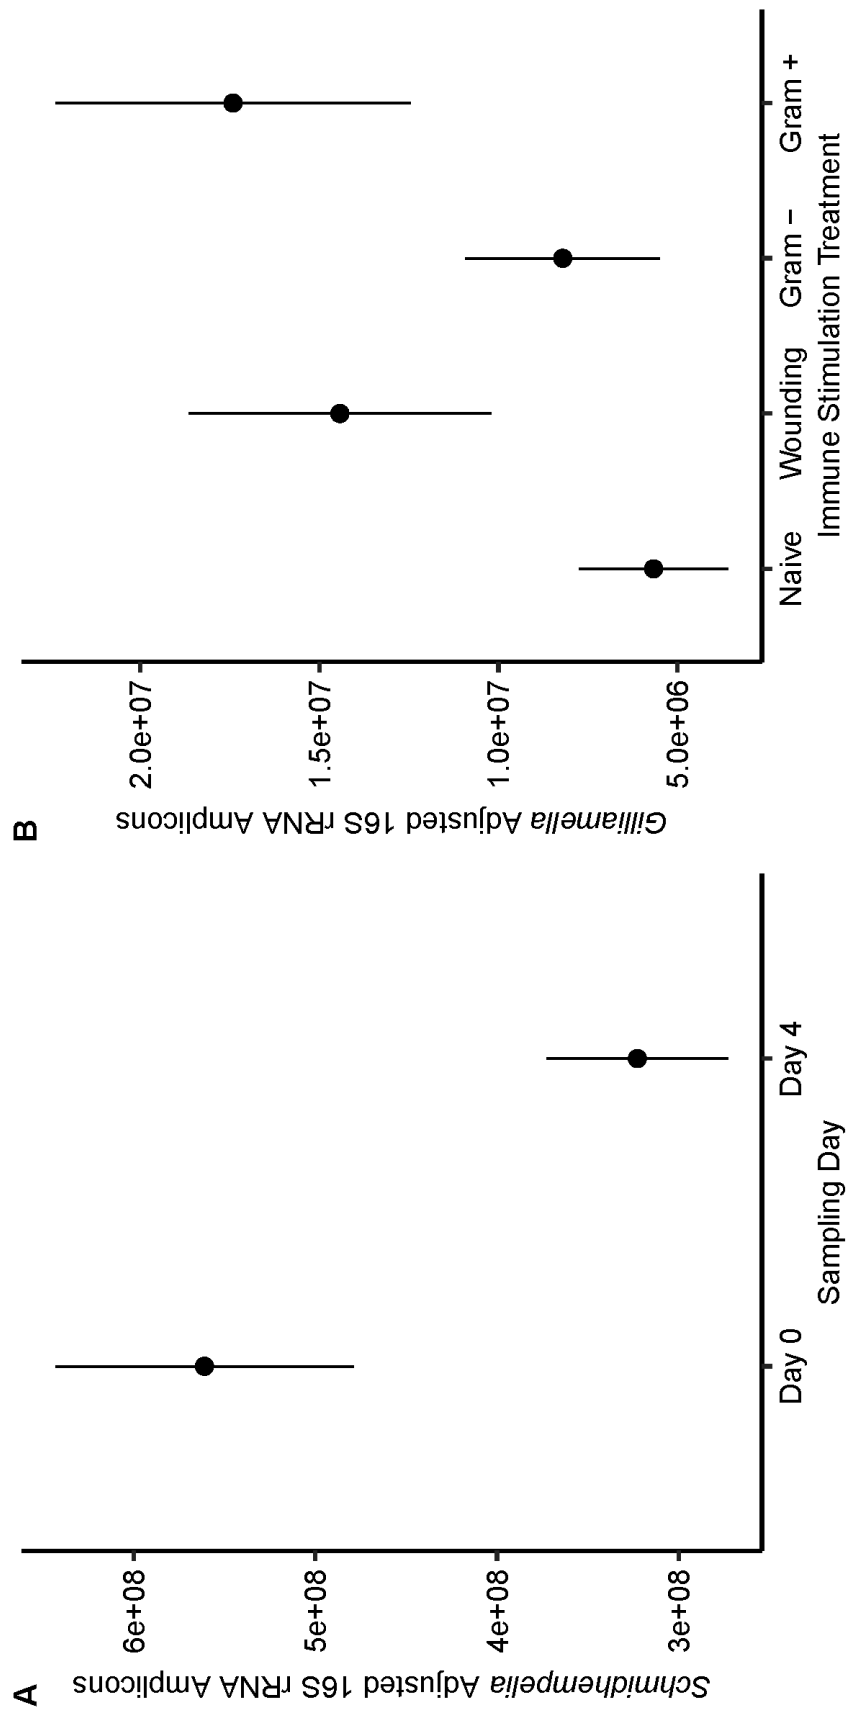 A
Schmidhempelia Adjusted 16S rRNA Amplicons
6e+08
5e+08
4e+08
3e+08
Day 0
Day 4
Sampling Day
B
Gilliamella Adjusted 16S rRNA Amplicons
2.0e+07
1.5e+07
1.0e+07
5.0e+06
Naive
Wounding
Gram −
Gram +
Immune Stimulation Treatment